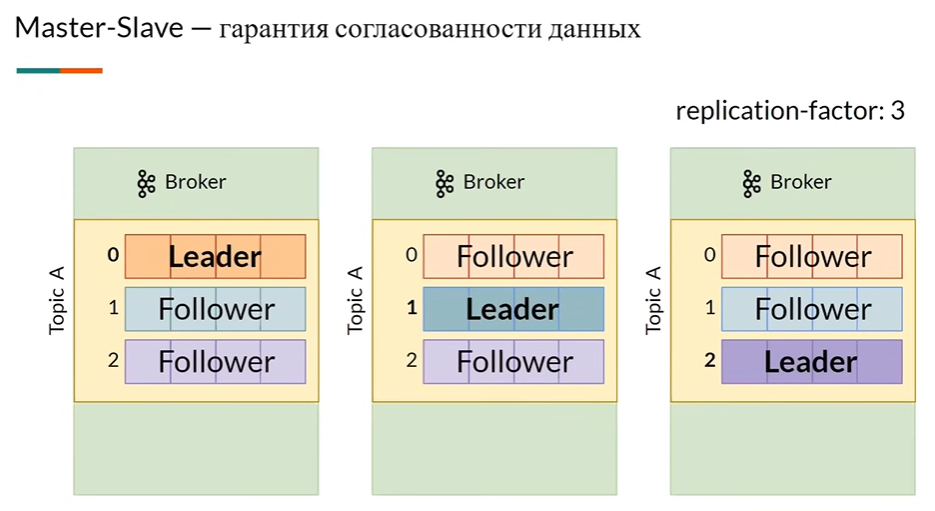 Master-Slave — гарантия согласованности данных
replication-factor: 3
Broker
Topic A
0 Leader
1 Follower
2 Follower
Broker
Topic A
0 Follower
1 Leader
2 Follower
Broker
Topic A
0 Follower
1 Follower
2 Leader